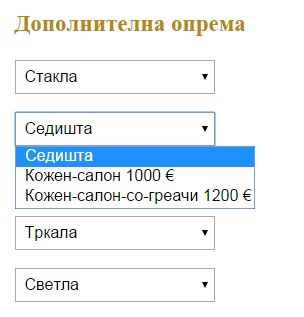 Дополнителна опрема
Стакла
Седишта
Седишта
Кожен-салон 1000 €
Кожен-салон-со-греачи 1200 €
Тркала
Светла